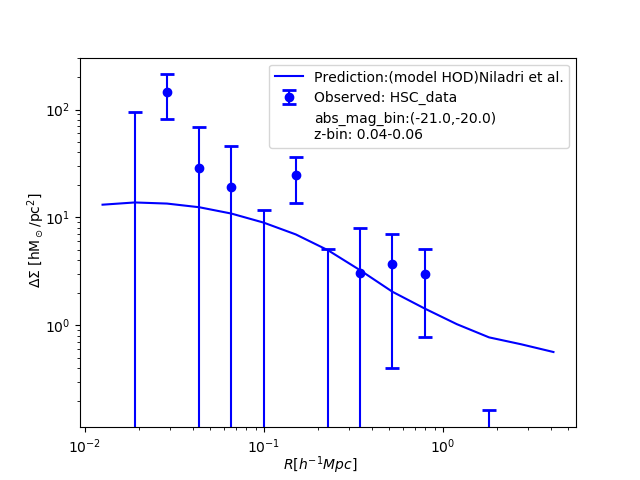 Prediction:(model HOD)Niladri et al.
Observed: HSC_data
abs_mag_bin:(-21.0,-20.0)
z-bin: 0.04-0.06
ΔΣ [hM⊙/pc²]
10²
10¹
10⁰
10⁻²
10⁻¹
10⁰
R[h⁻¹Mpc]